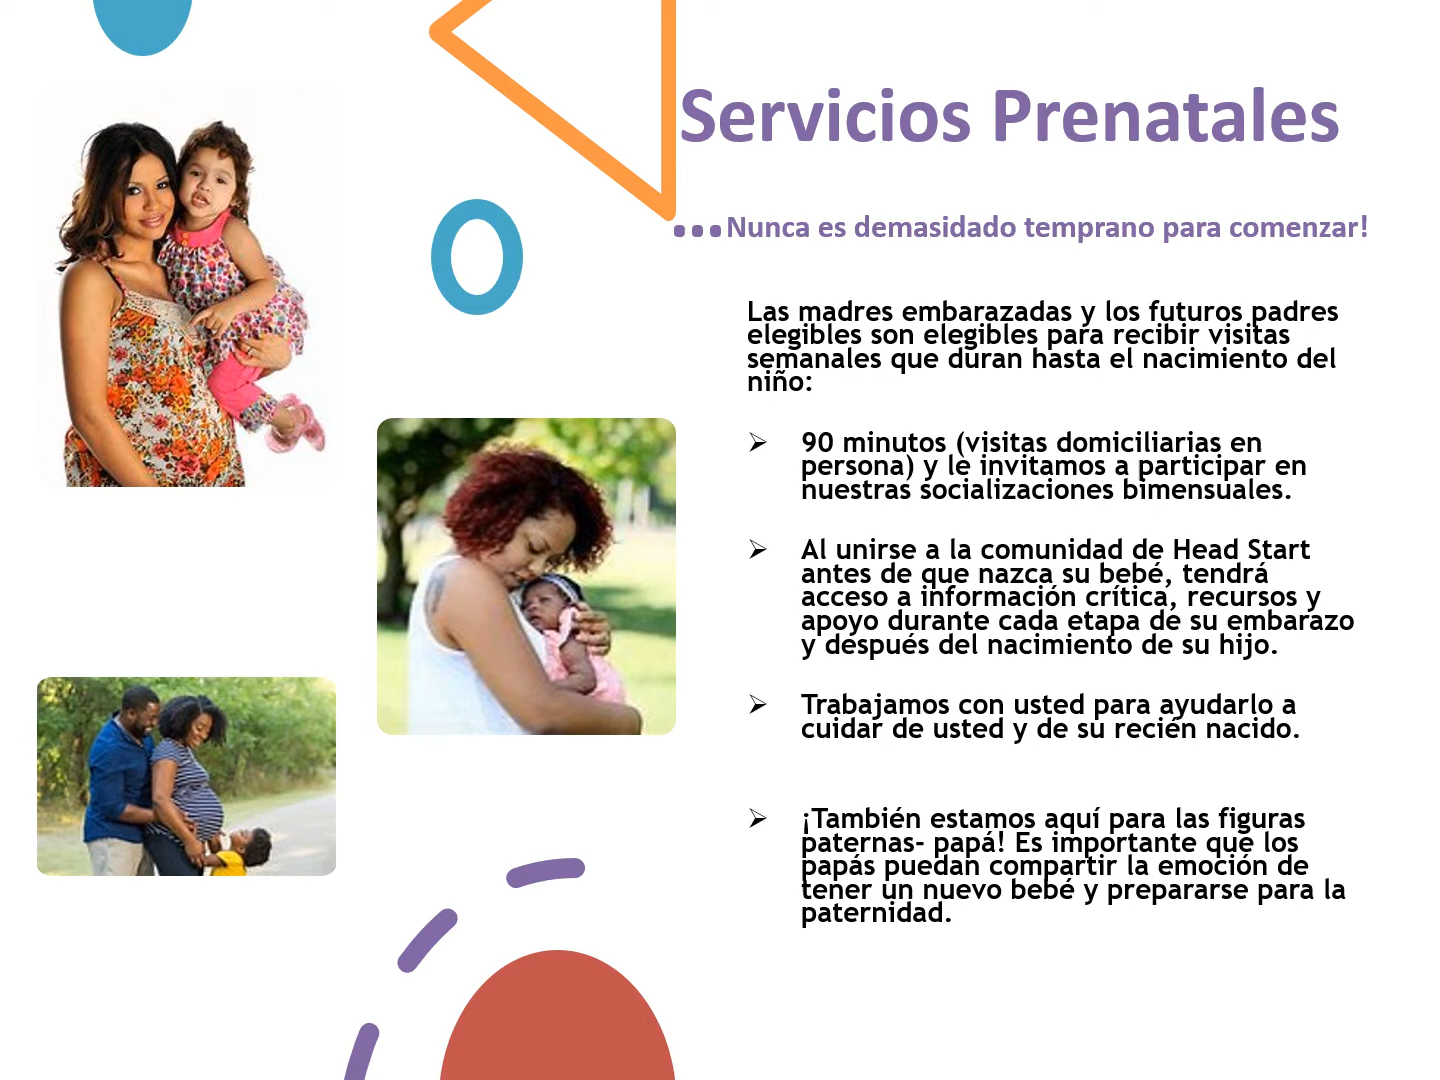 Servicios Prenatales
...Nunca es demasidado temprano para comenzar!
Las madres embarazadas y los futuros padres
elegibles son elegibles para recibir visitas
semanales que duran hasta el nacimiento del
niño:
➢ 90 minutos (visitas domiciliarias en
persona) y le invitamos a participar en
nuestras socializaciones bimensuales.
➢ Al unirse a la comunidad de Head Start
antes de que nazca su bebé, tendrá
acceso a información crítica, recursos y
apoyo durante cada etapa de su embarazo
y después del nacimiento de su hijo.
➢ Trabajamos con usted para ayudarlo a
cuidar de usted y de su recién nacido.
➢ ¡También estamos aquí para las figuras
paternas- papá! Es importante que los
papás puedan compartir la emoción de
tener un nuevo bebé y prepararse para la
paternidad.